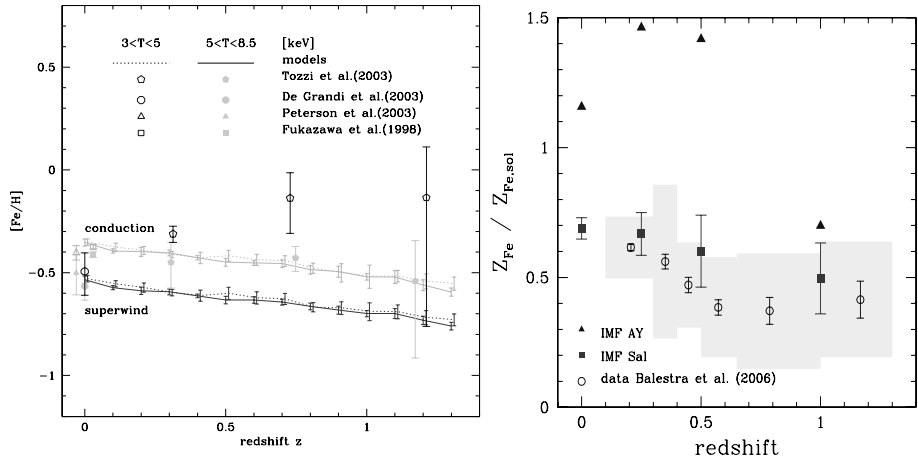 0.5
0
−0.5
−1
[Fe/H]
3<T<5 5<T<8.5 [keV]
models
Tozzi et al.(2003)
De Grandi et al.(2003)
Peterson et al.(2003)
Fukazawa et al.(1998)
conduction
superwind
0 0.5 1
redshift z
1.5
1
0.5
0
Z_Fe / Z_Fe,sol
IMF AY
IMF Sal
data Balestra et al. (2006)
0 0.5 1
redshift